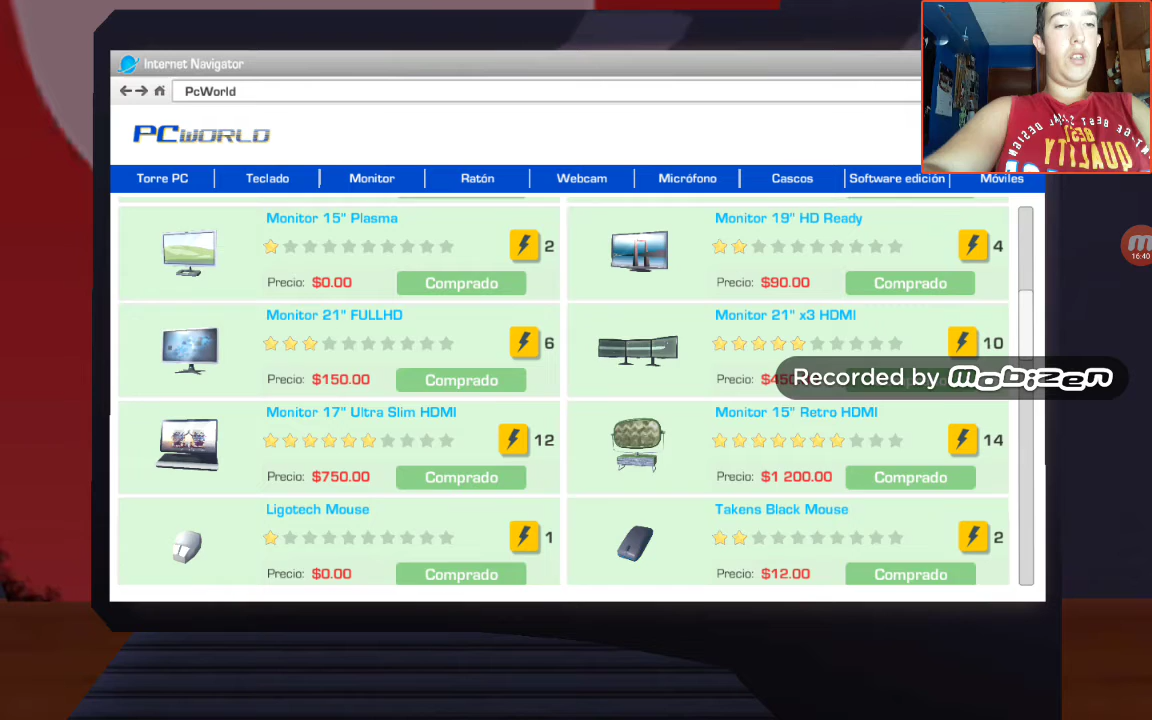 Internet Navigator
PcWorld
PCWORLD
Torre PC Teclado Monitor Ratón Webcam Micrófono Cascos Software edición Móviles
Monitor 15" Plasma
2
Precio: $0.00 Comprado
Monitor 19" HD Ready
4
Precio: $90.00 Comprado
Monitor 21" FULLHD
6
Precio: $150.00 Comprado
Monitor 21" x3 HDMI
10
Precio:
Recorded by mobizen
Monitor 17" Ultra Slim HDMI
12
Precio: $750.00 Comprado
Monitor 15" Retro HDMI
14
Precio: $1 200.00 Comprado
Ligotech Mouse
1
Precio: $0.00 Comprado
Takens Black Mouse
2
Precio: $12.00 Comprado
BEST
QUALITY
16:40